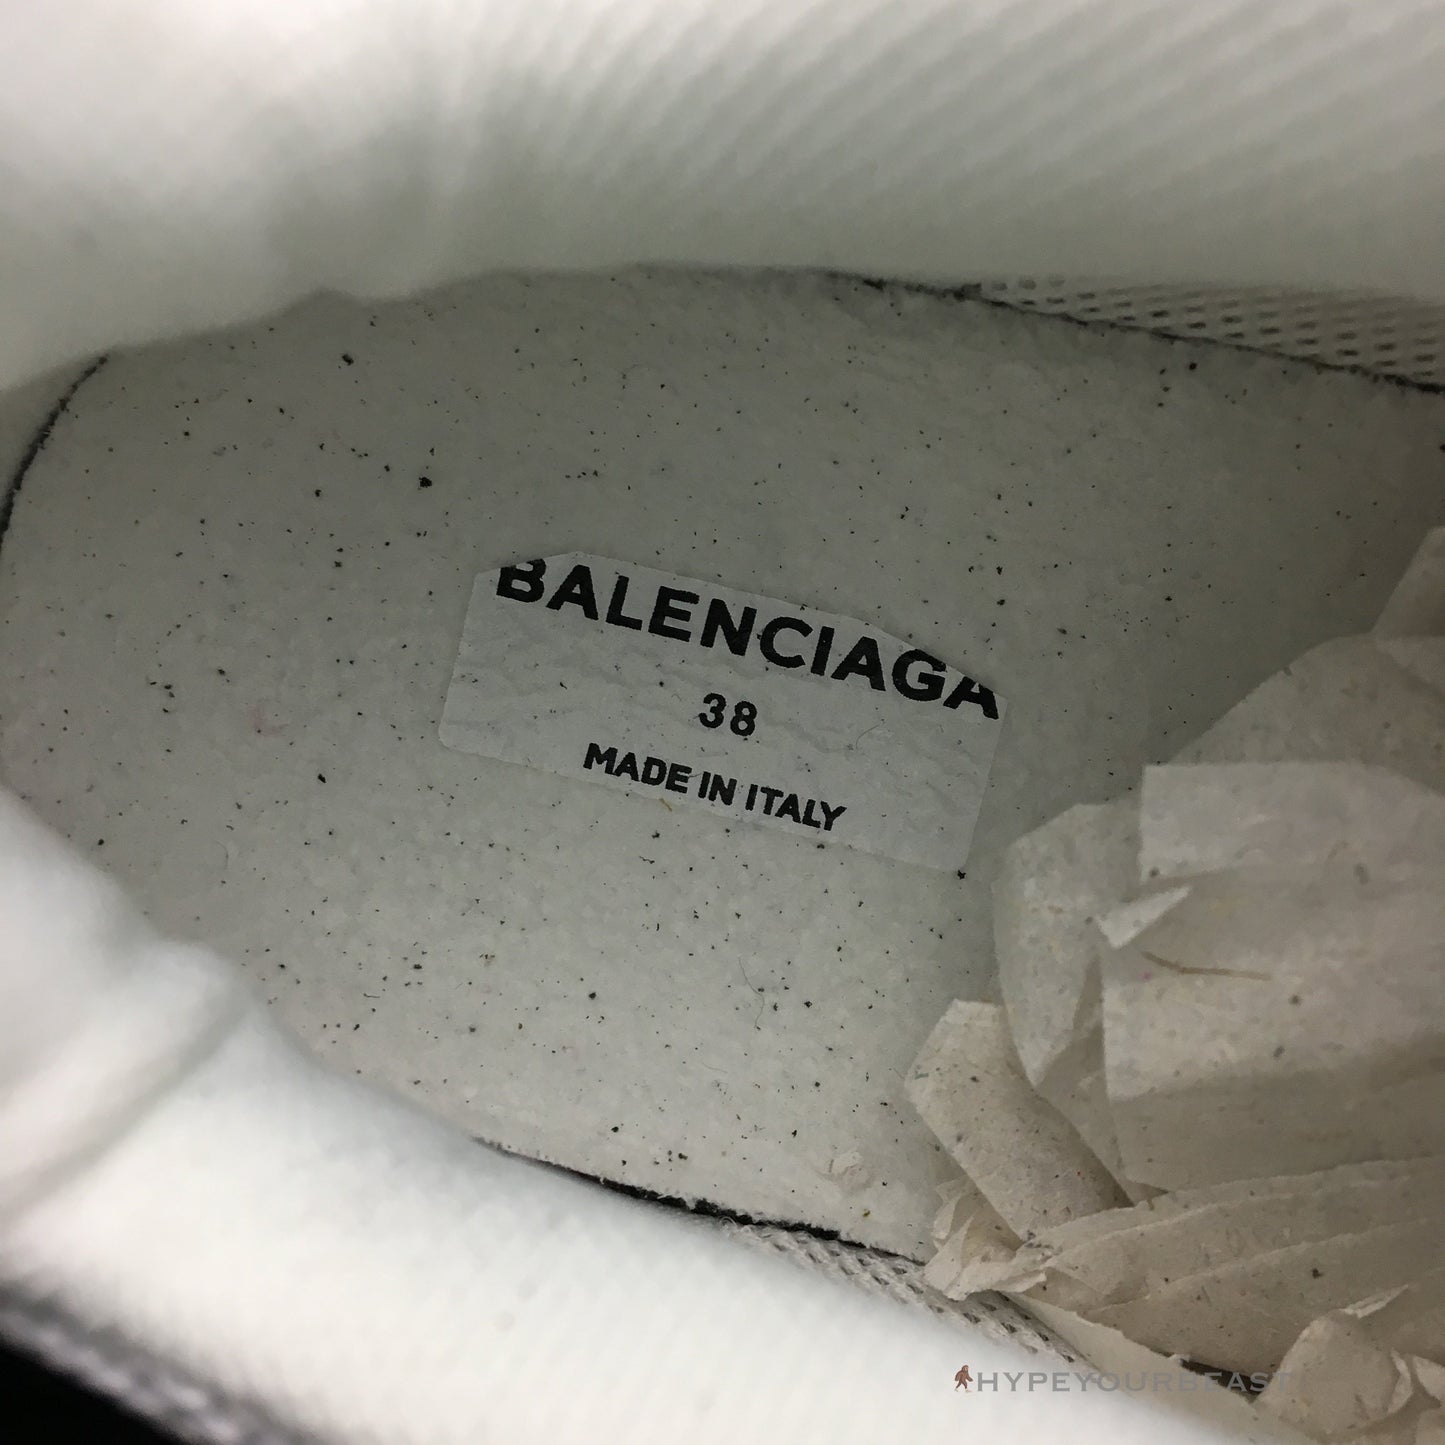 BALENCIAGA
38
MADE IN ITALY
HYPEYOURBEAST